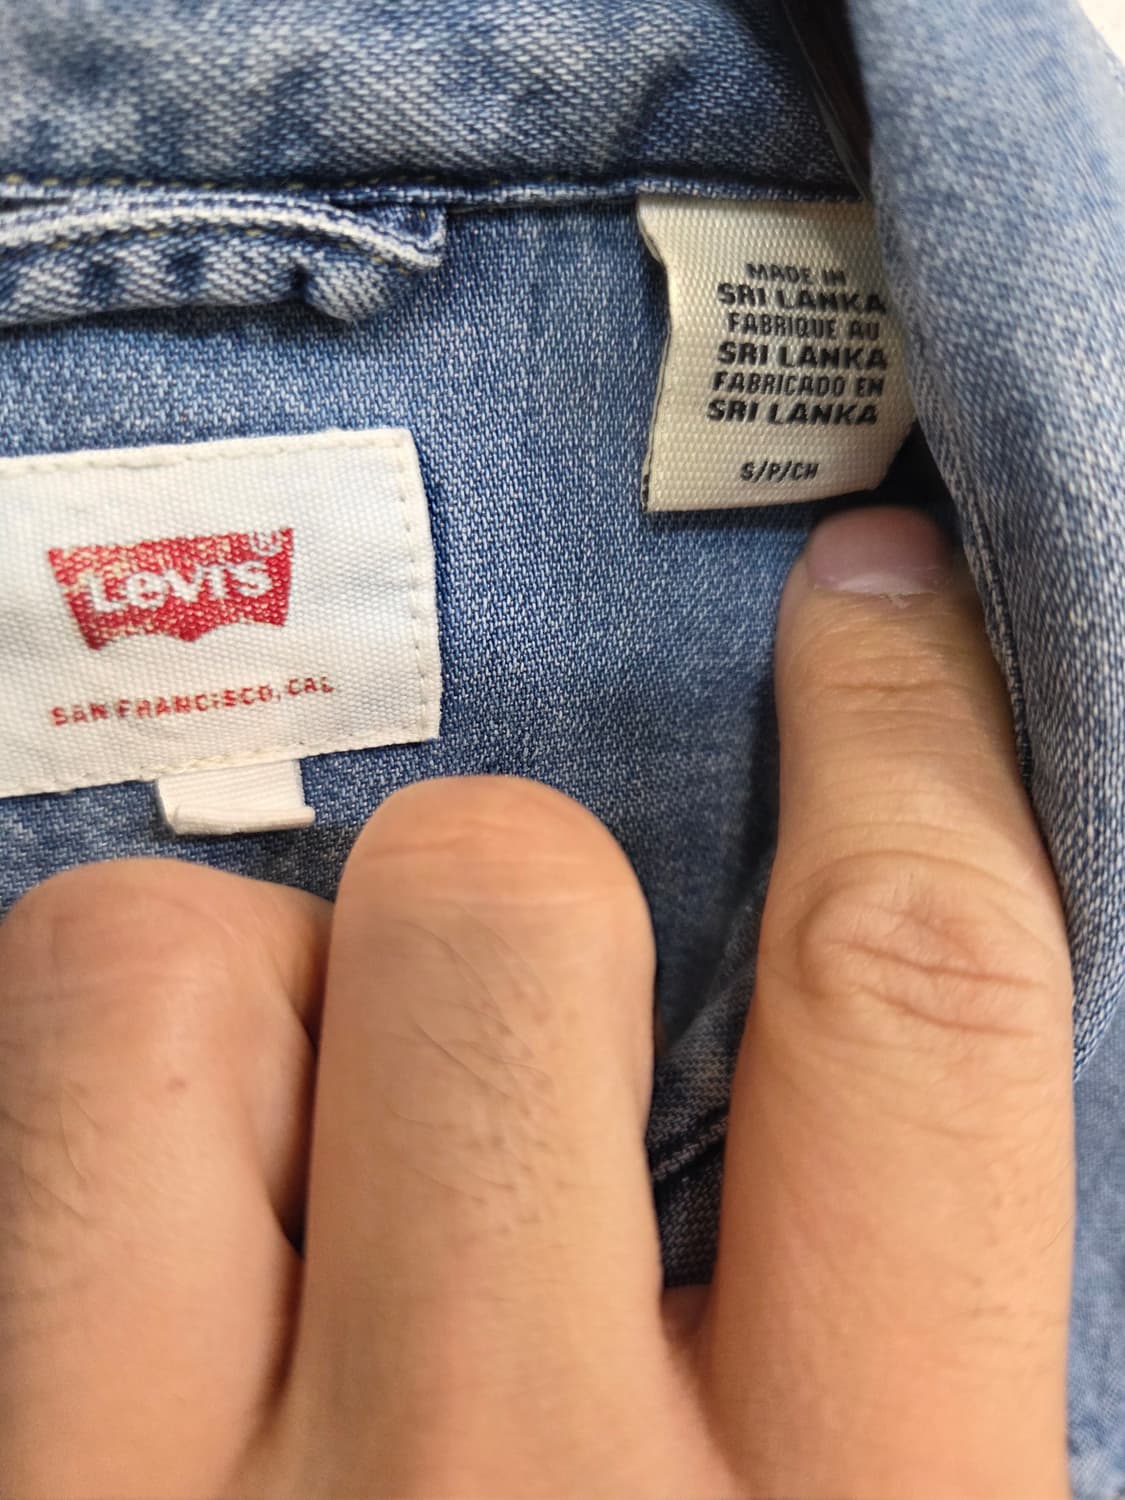 MADE IN
SRI LANKA
FABRIQUE AU
SRI LANKA
FABRICADO EN
SRI LANKA
S/P/CH
Levi's
SAN FRANCISCO, CAL